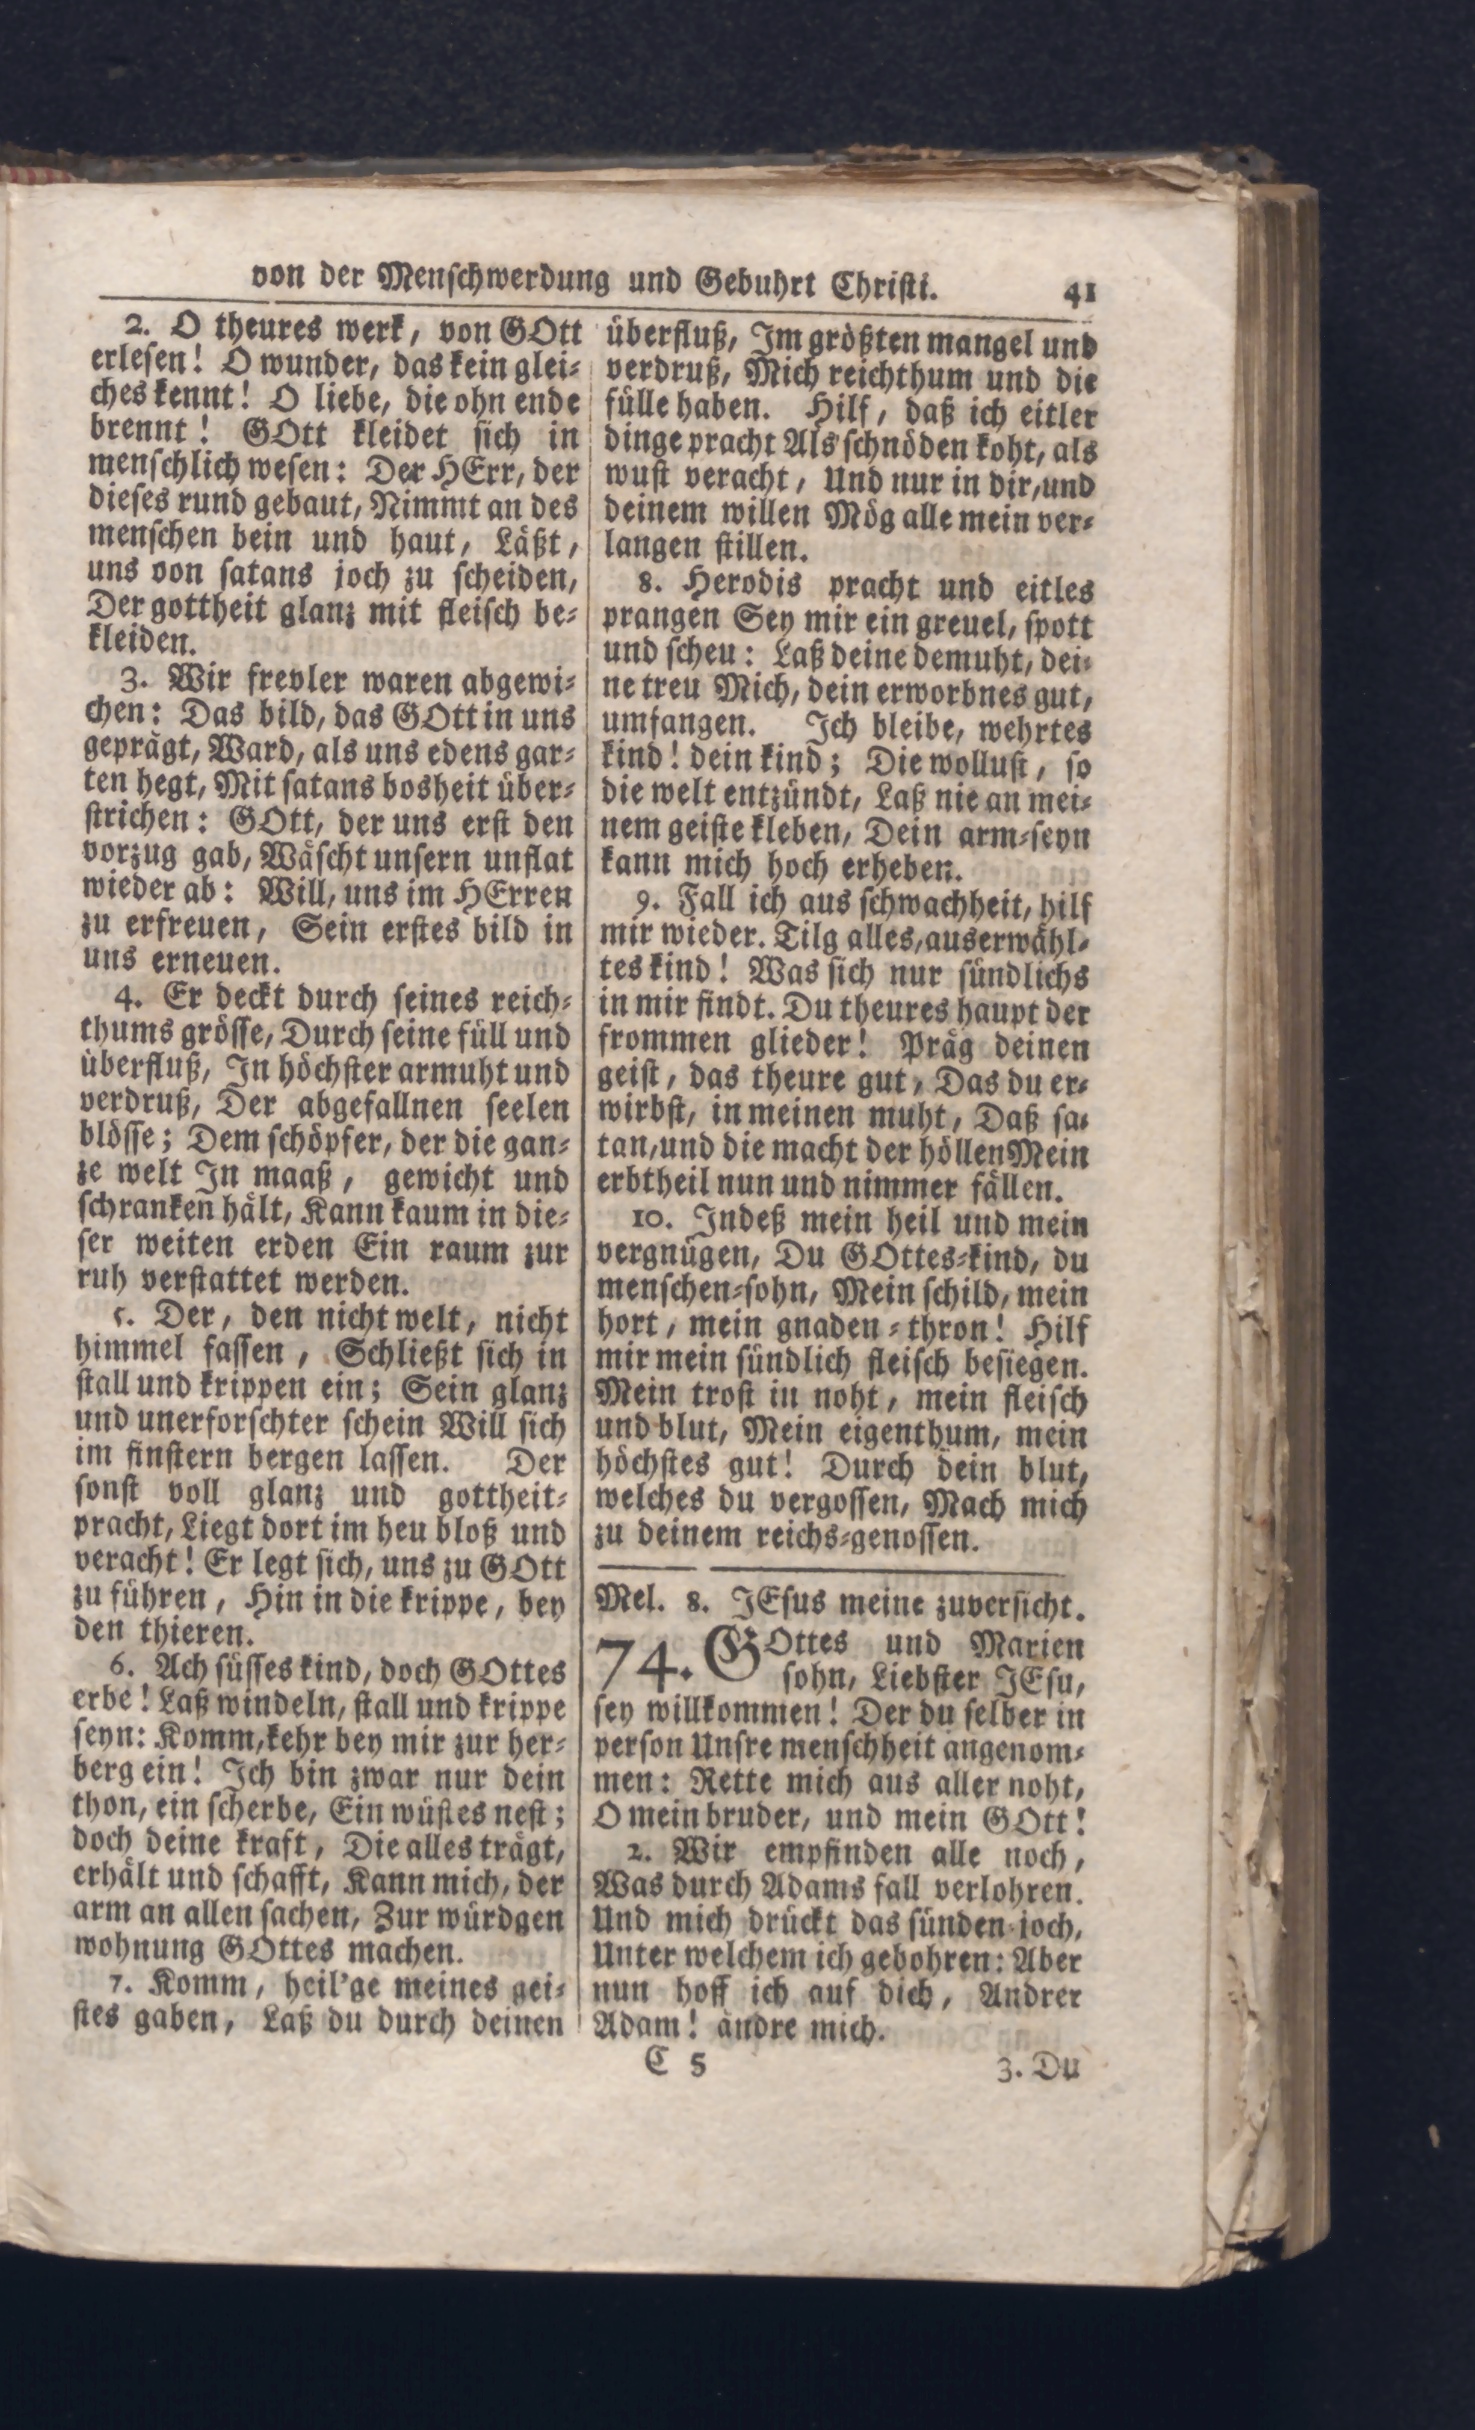 von der Menschwerdung und Gebuhrt Christi. 41
2. O theures werk, von GOtt
erlesen! O wunder, das kein glei-
ches kennt! O liebe, die ohn ende
brennt! GOtt kleidet sich in
menschlich wesen: Der HErr, der
dieses rund gebaut, Nimmt an des
menschen bein und haut, Läßt,
uns von satans joch zu scheiden,
Der gottheit glanz mit fleisch be-
kleiden.
3. Wir frevler waren abgewi-
chen: Das bild, das GOtt in uns
geprägt, Ward, als uns edens gar-
ten hegt, Mit satans bosheit über-
strichen: GOtt, der uns erst den
vorzug gab, Wäscht unsern unflat
wieder ab: Will, uns im HErren
zu erfreuen, Sein erstes bild in
uns erneuen.
4. Er deckt durch seines reich-
thums grösse, Durch seine füll und
überfluß, In höchster armuht und
verdruß, Der abgefallnen seelen
blösse; Dem schöpfer, der die gan-
ze welt In maaß, gewicht und
schranken hält, Kann kaum in die-
ser weiten erden Ein raum zur
ruh verstattet werden.
5. Der, den nicht welt, nicht
himmel fassen, Schließt sich in
stall und krippen ein; Sein glanz
und unerforschter schein Will sich
im finstern bergen lassen. Der
sonst voll glanz und gottheit-
pracht, Liegt dort im heu bloß und
veracht! Er legt sich, uns zu GOtt
zu führen, Hin in die krippe, bey
den thieren.
6. Ach süsses kind, doch GOttes
erbe! Laß windeln, stall und krippe
seyn: Komm, kehr bey mir zur her-
berg ein! Ich bin zwar nur dein
thon, ein scherbe, Ein wüstes nest;
doch deine kraft, Die alles trägt,
erhält und schafft, Kann mich, der
arm an allen sachen, Zur würdgen
wohnung GOttes machen.
7. Komm, heil'ge meines gei-
stes gaben, Laß du durch deinen
überfluß, Im größten mangel und
verdruß, Mich reichthum und die
fülle haben. Hilf, daß ich eitler
dinge pracht Als schnöden koht, als
wust veracht, Und nur in dir, und
deinem willen Mög alle mein ver-
langen stillen.
8. Herodis pracht und eitles
prangen Sey mir ein greuel, spott
und scheu: Laß deine demuht, dei-
ne treu Mich, dein erworbnes gut,
umfangen. Ich bleibe, wehrtes
kind! dein kind; Die wollust, so
die welt entzündt, Laß nie an mei-
nem geiste kleben, Dein arm-seyn
kann mich hoch erheben.
9. Fall ich aus schwachheit, hilf
mir wieder. Tilg alles, auserwähl-
tes kind! Was sich nur sündlichs
in mir findt. Du theures haupt der
frommen glieder! Präg deinen
geist, das theure gut, Das du er-
wirbst, in meinen muht, Daß sa-
tan, und die macht der höllen Mein
erbtheil nun und nimmer fällen.
10. Indeß mein heil und mein
vergnügen, Du GOttes-kind, du
menschen-sohn, Mein schild, mein
hort, mein gnaden-thron! Hilf
mir mein sündlich fleisch besiegen.
Mein trost in noht, mein fleisch
und blut, Mein eigenthum, mein
höchstes gut! Durch dein blut,
welches du vergossen, Mach mich
zu deinem reichs-genossen.
Mel. 8. JEsus meine zuversicht.
74. GOttes und Marien
sohn, Liebster JEsu,
sey willkommen! Der du selber in
person Unsre menschheit angenom-
men: Rette mich aus aller noht,
O mein bruder, und mein GOtt!
2. Wir empfinden alle noch,
Was durch Adams fall verlohren.
Und mich drückt das sünden-joch,
Unter welchem ich gebohren: Aber
nun hoff ich auf dich, Andrer
Adam! ändre mich.
C 5 3. Du